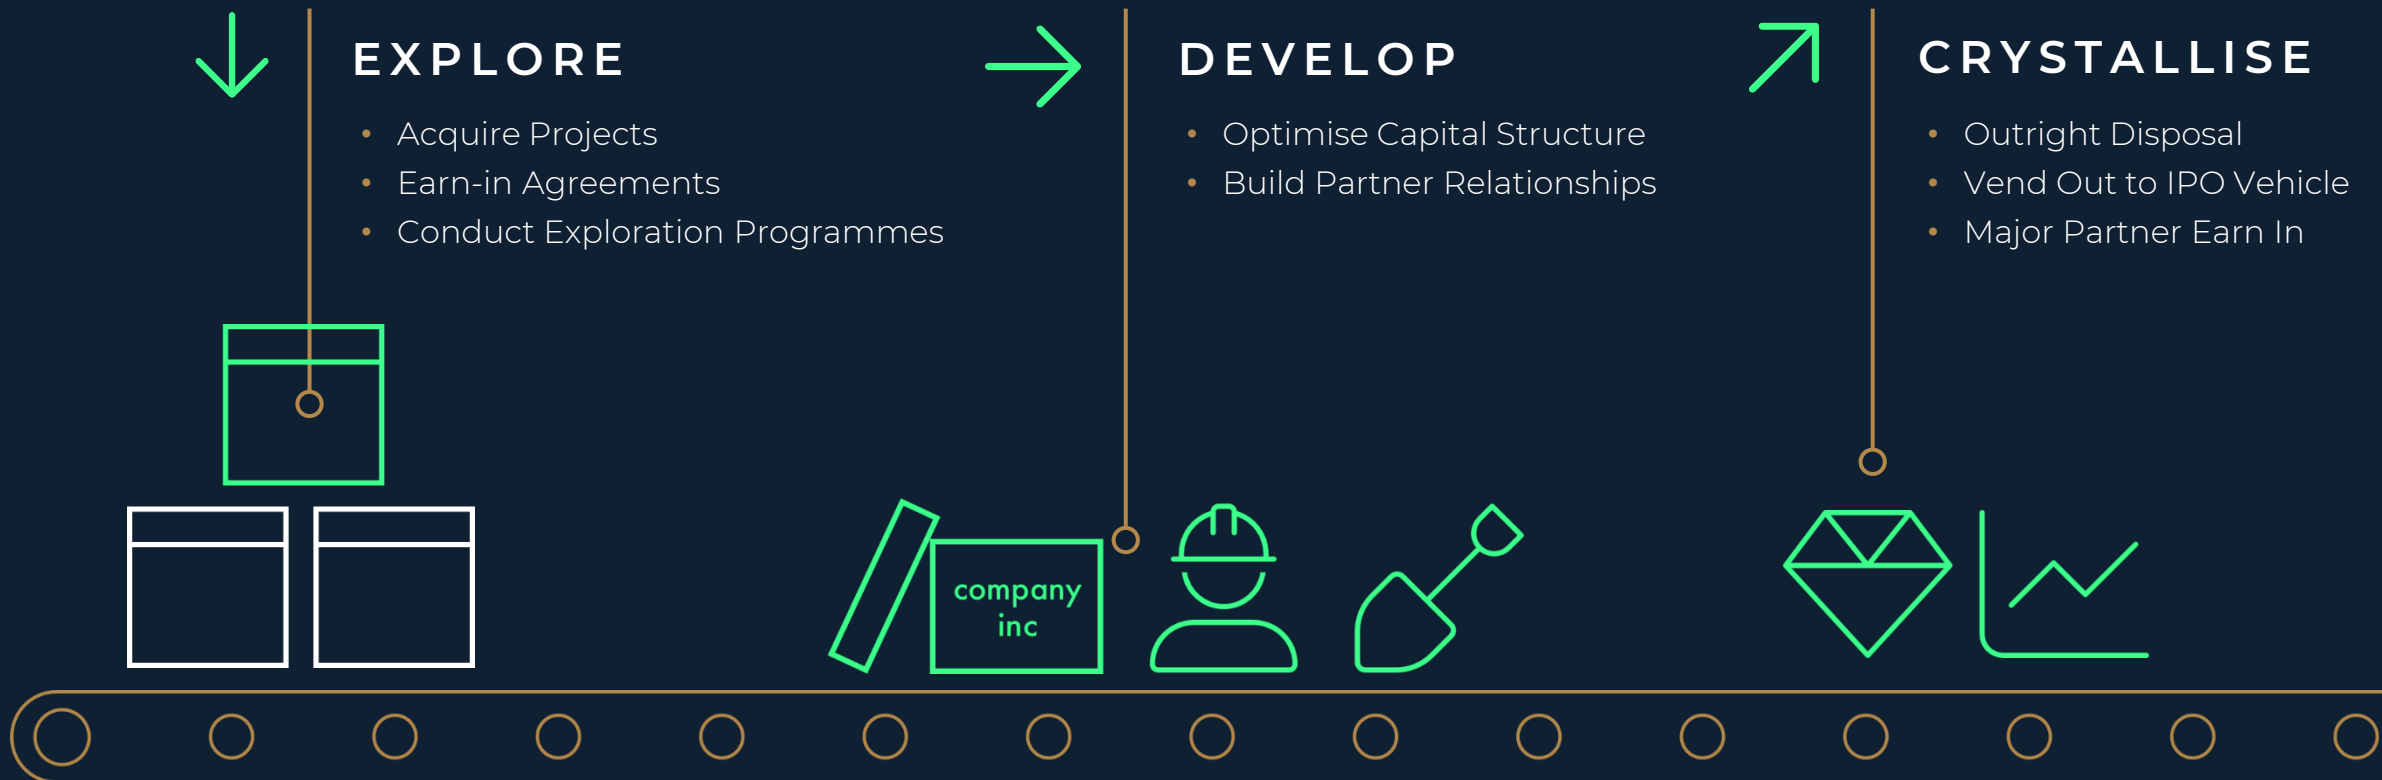 EXPLORE
• Acquire Projects
• Earn-in Agreements
• Conduct Exploration Programmes
DEVELOP
• Optimise Capital Structure
• Build Partner Relationships
CRYSTALLISE
• Outright Disposal
• Vend Out to IPO Vehicle
• Major Partner Earn In
company
inc